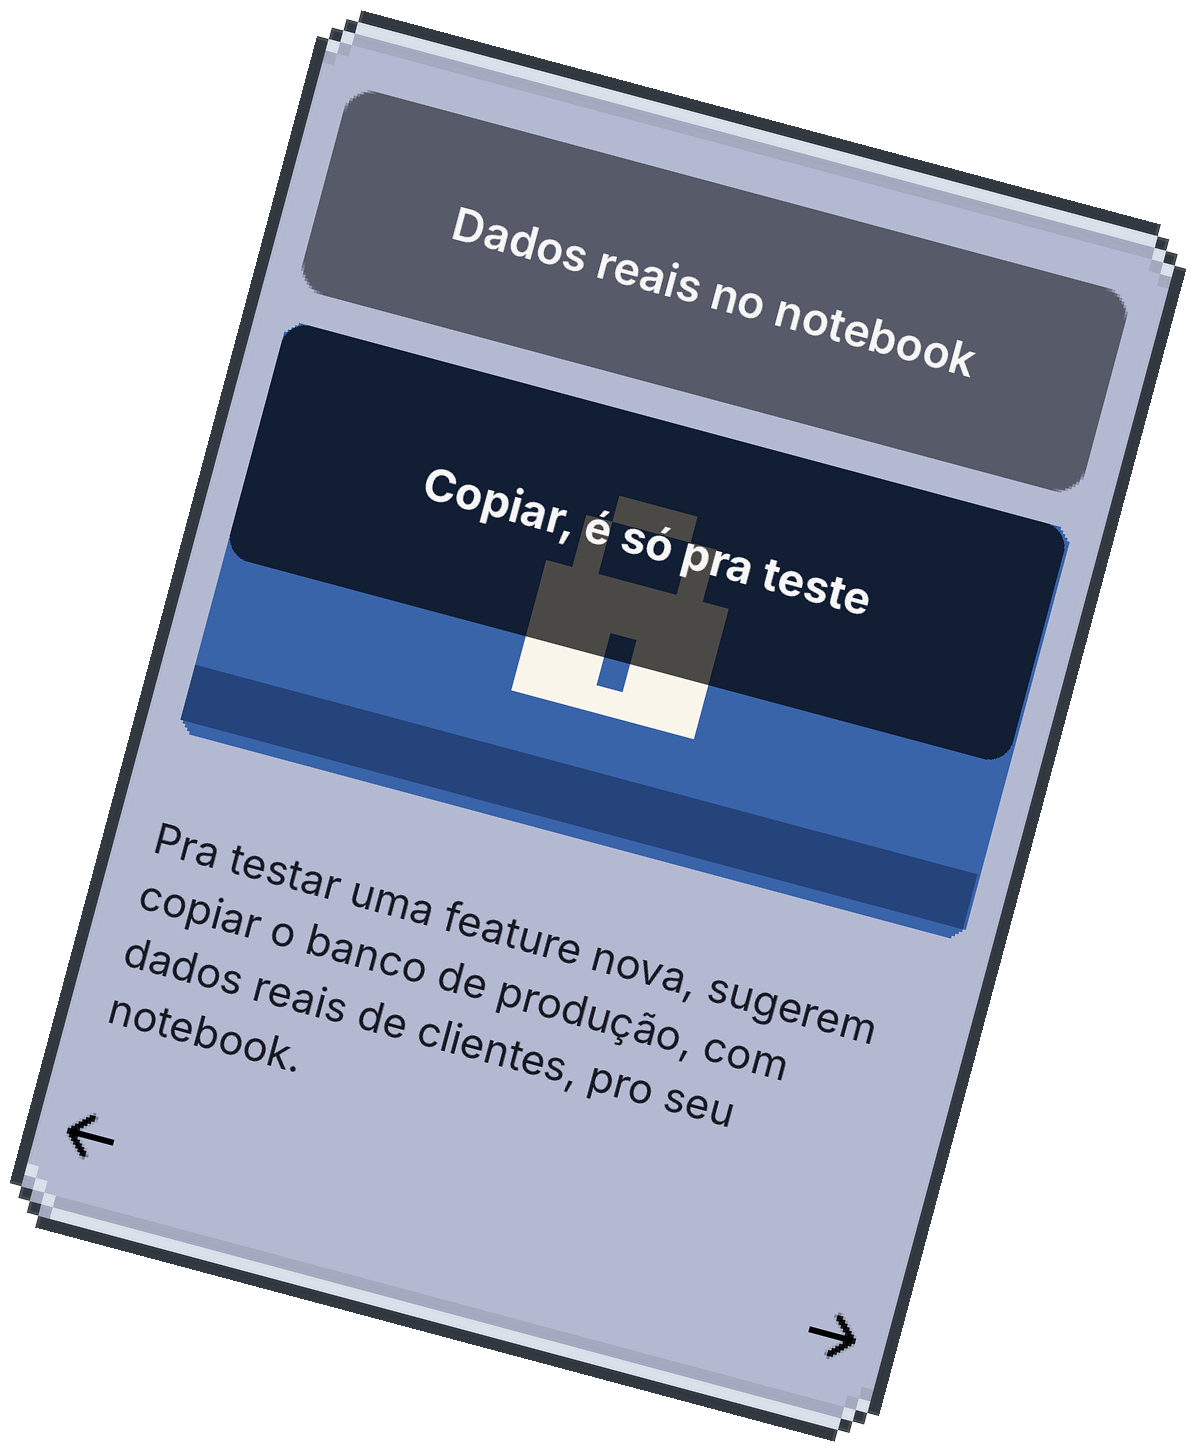 Dados reais no notebook
Copiar, é só pra teste
Pra testar uma feature nova, sugerem
copiar o banco de produção, com
dados reais de clientes, pro seu
notebook.